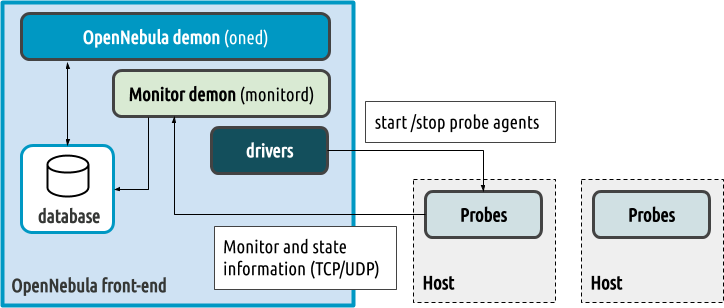 OpenNebula demon (oned)
Monitor demon (monitord)
start /stop probe agents
drivers
database
Probes
Probes
Monitor and state
information (TCP/UDP)
OpenNebula front-end
Host
Host